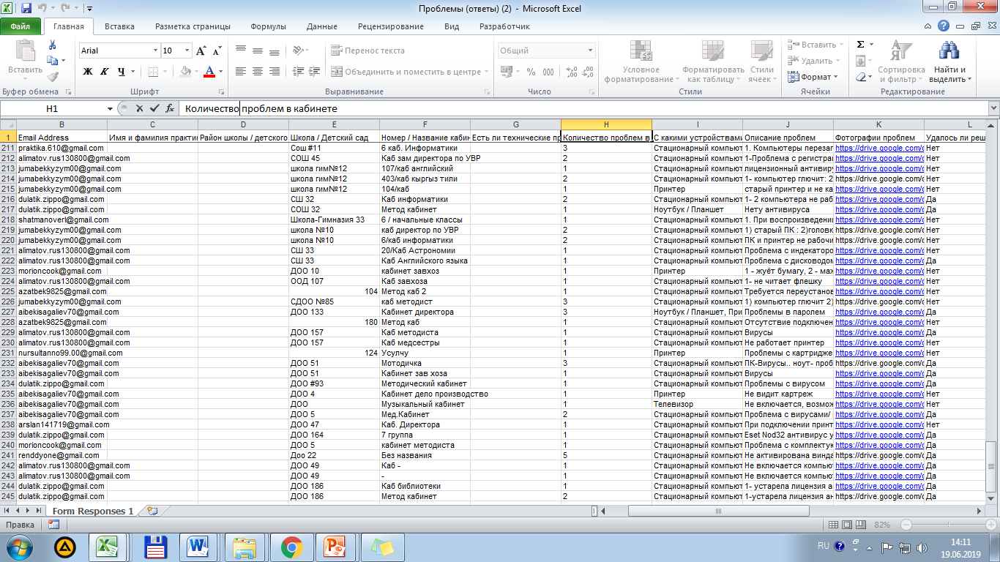 Проблемы (ответы) (2) - Microsoft Excel
Файл Главная Вставка Разметка страницы Формулы Данные Рецензирование Вид Разработчик
Вставить
Буфер обмена
Arial 10
Ж К Ч
Шрифт
Перенос текста
Объединить и поместить в центре
Выравнивание
Общий
% 000
Число
Условное форматирование
Форматировать как таблицу
Стили ячеек
Стили
Вставить
Удалить
Формат
Ячейки
Сортировка и фильтр
Найти и выделить
Редактирование
H1 fx Количество проблем в кабинете
B C D E F G H I J K L
1 Email Address Имя и фамилия практи Район школы / детского Школа / Детский сад Номер / Название кабин Есть ли технические пр Количество проблем в С какими устройствами Описание проблем Фотографии проблем Удалось ли реш
211 praktika.610@gmail.com Сош #11 6 каб. Информатики 3 Стационарный компьют 1. Компьютеры перезаг https://drive.google.com/ Нет
212 alimatov.rus130800@gmail.com СОШ 45 Каб зам директора по УВР 2 Стационарный компьют 1-Проблема с регистра https://drive.google.com/ Нет
213 jumabekkyzym00@gmail.com школа гим№12 107/каб английский 1 Стационарный компьют лицензионный антивиру https://drive.google.com/ Нет
214 jumabekkyzym00@gmail.com школа гим№12 403/каб кыргыз тили 2 Стационарный компьют 1- компьютер глючит: 2 https://drive.google.com/ Нет
215 jumabekkyzym00@gmail.com школа гим№12 104/каб 1 Принтер старый принтер и не ка https://drive.google.com/ Нет
216 dulatik.zippo@gmail.com СШ 32 Каб информатики 2 Стационарный компьют 1- 2 компьютера не раб https://drive.google.com/ Да
217 dulatik.zippo@gmail.com СОШ 32 Метод кабинет 1 Ноутбук / Планшет Нету антивируса https://drive.google.com/ Да
218 shatmanoverl@gmail.com Школа-Гимназия 33 6 / начальные классы 1 Стационарный компьют 1. При воспроизведени https://drive.google.com/ Нет
219 jumabekkyzym00@gmail.com школа №10 каб директор по УВР 2 Стационарный компьют 1) старый ПК : 2)головк https://drive.google.com/ Нет
220 jumabekkyzym00@gmail.com школа №10 6/каб информатики 2 Стационарный компьют ПК и принтер не рабочи https://drive.google.com/ Нет
221 alimatov.rus130800@gmail.com СШ 33 20/Каб Астрономии 1 Стационарный компьют Проблема с индекаторо https://drive.google.com/ Нет
222 alimatov.rus130800@gmail.com СШ 33 Каб Английского языка 1 Стационарный компьют Проблема с дисководом https://drive.google.com/ Да
223 morioncook@gmail.com ДОО 10 кабинет завхоз 1 Принтер 1 - жуёт бумагу, 2 - мах https://drive.google.com/ Нет
224 alimatov.rus130800@gmail.com ООД 107 Каб завхоза 1 Стационарный компьют 1- не читает флешку https://drive.google.com/ Нет
225 azatbek9825@gmail.com 104 Метод каб 2 1 Стационарный компьют Требуется переустанов https://drive.google.com/ Нет
226 jumabekkyzym00@gmail.com СДОО №85 каб методист 3 Стационарный компьют 1) компьютер глючит 2) https://drive.google.com/ Нет
227 aibekisagaliev70@gmail.com ДОО 133 Кабинет директора 3 Ноутбук / Планшет, При Проблемы в паролем https://drive.google.com/ Да
228 azatbek9825@gmail.com 180 Метод каб 1 Стационарный компьют Отсутствие подключен https://drive.google.com/ Нет
229 alimatov.rus130800@gmail.com ДОО 157 Каб методиста 1 Стационарный компьют Вирусы https://drive.google.com/ Нет
230 alimatov.rus130800@gmail.com ДОО 157 Каб медсестры 1 Стационарный компьют Не работает принтер https://drive.google.com/ Нет
231 nursultanno99.00@gmail.com 124 Усулчу 1 Принтер Проблемы с картридже https://drive.google.com/ Нет
232 aibekisagaliev70@gmail.com ДОО 51 Мотодичка 3 Стационарный компьют ПК-Вирусы.. ноут- проб https://drive.google.com/ Да
233 aibekisagaliev70@gmail.com ДОО 51 Кабинет зав хоза 1 Стационарный компьют Вирусы https://drive.google.com/ Да
234 dulatik.zippo@gmail.com ДОО #93 Методический кабинет 1 Стационарный компьют Проблемы с вирусом https://drive.google.com/ Да
235 aibekisagaliev70@gmail.com ДОО 4 Кабинет дело производство 1 Принтер Не видит картреж https://drive.google.com/ Да
236 aibekisagaliev70@gmail.com ДОО Музыкальный кабинет 1 Телевизор Не включается, возмож https://drive.google.com/ Нет
237 aibekisagaliev70@gmail.com ДОО 5 Мед.Кабинет 2 Стационарный компьют Проблема с вирусами/ https://drive.google.com/ Да
238 arslan141719@gmail.com ДОО 47 Каб. Директора 1 Стационарный компьют При подключении принт https://drive.google.com/ Нет
239 dulatik.zippo@gmail.com ДОО 164 7 группа 1 Стационарный компьют Eset Nod32 антивирус у https://drive.google.com/ Да
240 morioncook@gmail.com ДОО 5 кабинет методиста 1 Стационарный компьют Проблема с комплектук https://drive.google.com/ Да
241 renddyone@gmail.com Доо 22 Без названия 5 Стационарный компьют Не активирована винда https://drive.google.com/ Да
242 alimatov.rus130800@gmail.com ДОО 49 Каб - 1 Стационарный компьют Не включается компьют https://drive.google.com/ Да
243 alimatov.rus130800@gmail.com ДОО 49 - 1 Стационарный компьют Не включается компьют https://drive.google.com/ Да
244 dulatik.zippo@gmail.com ДОО 186 Каб библиотеки 1 Стационарный компьют 1- устарела лицензия а https://drive.google.com/ Да
245 dulatik.zippo@gmail.com ДОО 186 Метод кабинет 2 Стационарный компьют 1-устарела лицензия ан https://drive.google.com/ Да
Form Responses 1
Правка 82%
RU 14:11
19.06.2019